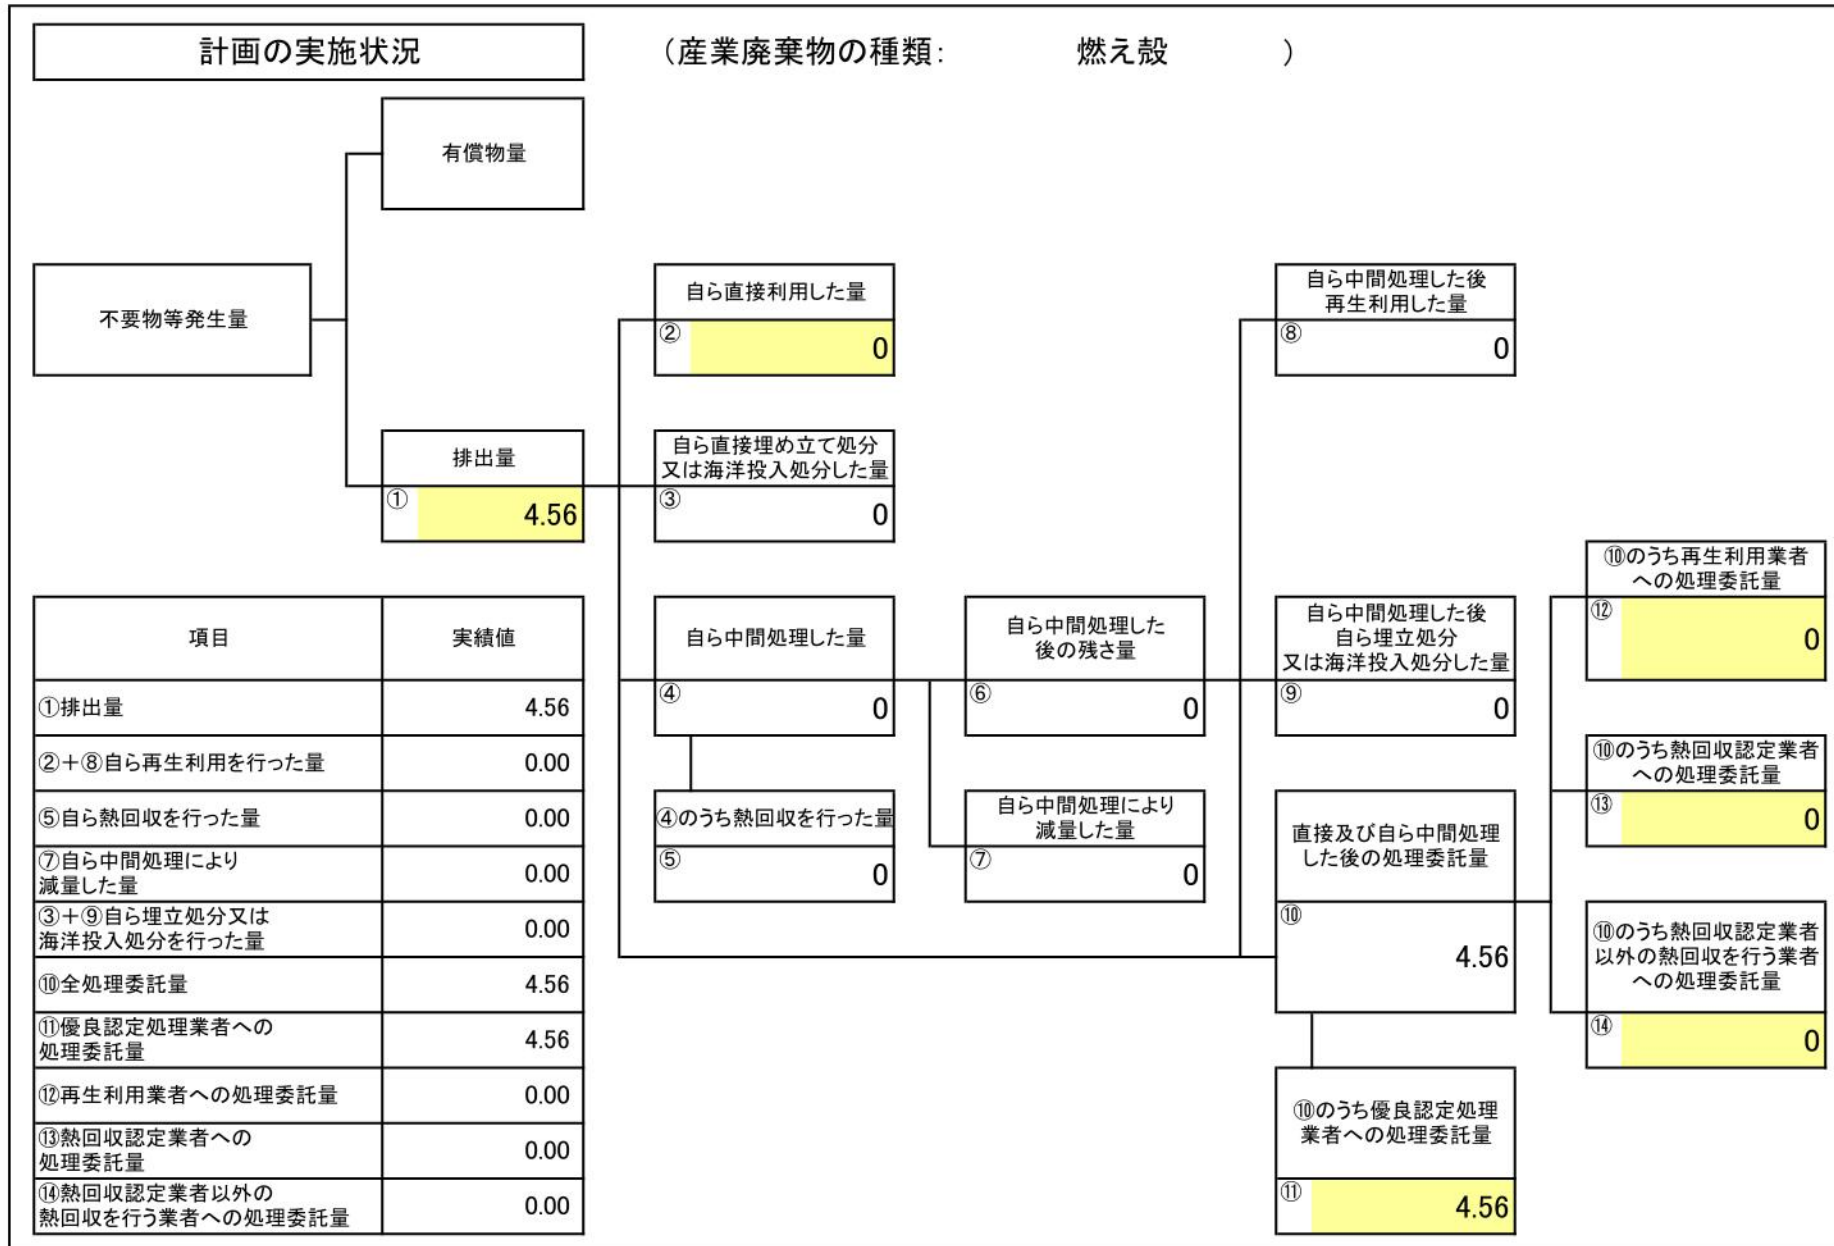 計画の実施状況
（産業廃棄物の種類： 燃え殻 ）
有償物量
不要物等発生量
自ら直接利用した量
② 0
自ら中間処理した後
再生利用した量
⑧ 0
排出量
① 4.56
自ら直接埋め立て処分
又は海洋投入処分した量
③ 0
自ら中間処理した量
④ 0
自ら中間処理した
後の残さ量
⑥ 0
自ら中間処理した後
自ら埋立処分
又は海洋投入処分した量
⑨ 0
⑩のうち再生利用業者
への処理委託量
⑫ 0
④のうち熱回収を行った量
⑤ 0
自ら中間処理により
減量した量
⑦ 0
直接及び自ら中間処理
した後の処理委託量
⑩ 4.56
⑩のうち熱回収認定業者
への処理委託量
⑬ 0
⑩のうち熱回収認定業者
以外の熱回収を行う業者
への処理委託量
⑭ 0
⑩のうち優良認定処理
業者への処理委託量
⑪ 4.56
項目 実績値
①排出量 4.56
②＋⑧自ら再生利用を行った量 0.00
⑤自ら熱回収を行った量 0.00
⑦自ら中間処理により
減量した量 0.00
③＋⑨自ら埋立処分又は
海洋投入処分を行った量 0.00
⑩全処理委託量 4.56
⑪優良認定処理業者への
処理委託量 4.56
⑫再生利用業者への処理委託量 0.00
⑬熱回収認定業者への
処理委託量 0.00
⑭熱回収認定業者以外の
熱回収を行う業者への処理委託量 0.00